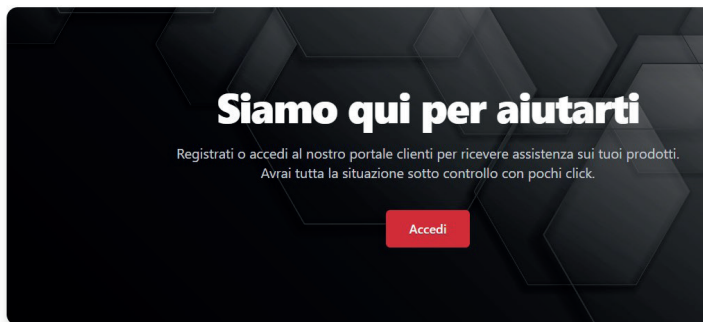 Siamo qui per aiutarti
Registrati o accedi al nostro portale clienti per ricevere assistenza sui tuoi prodotti.
Avrai tutta la situazione sotto controllo con pochi click.
Accedi